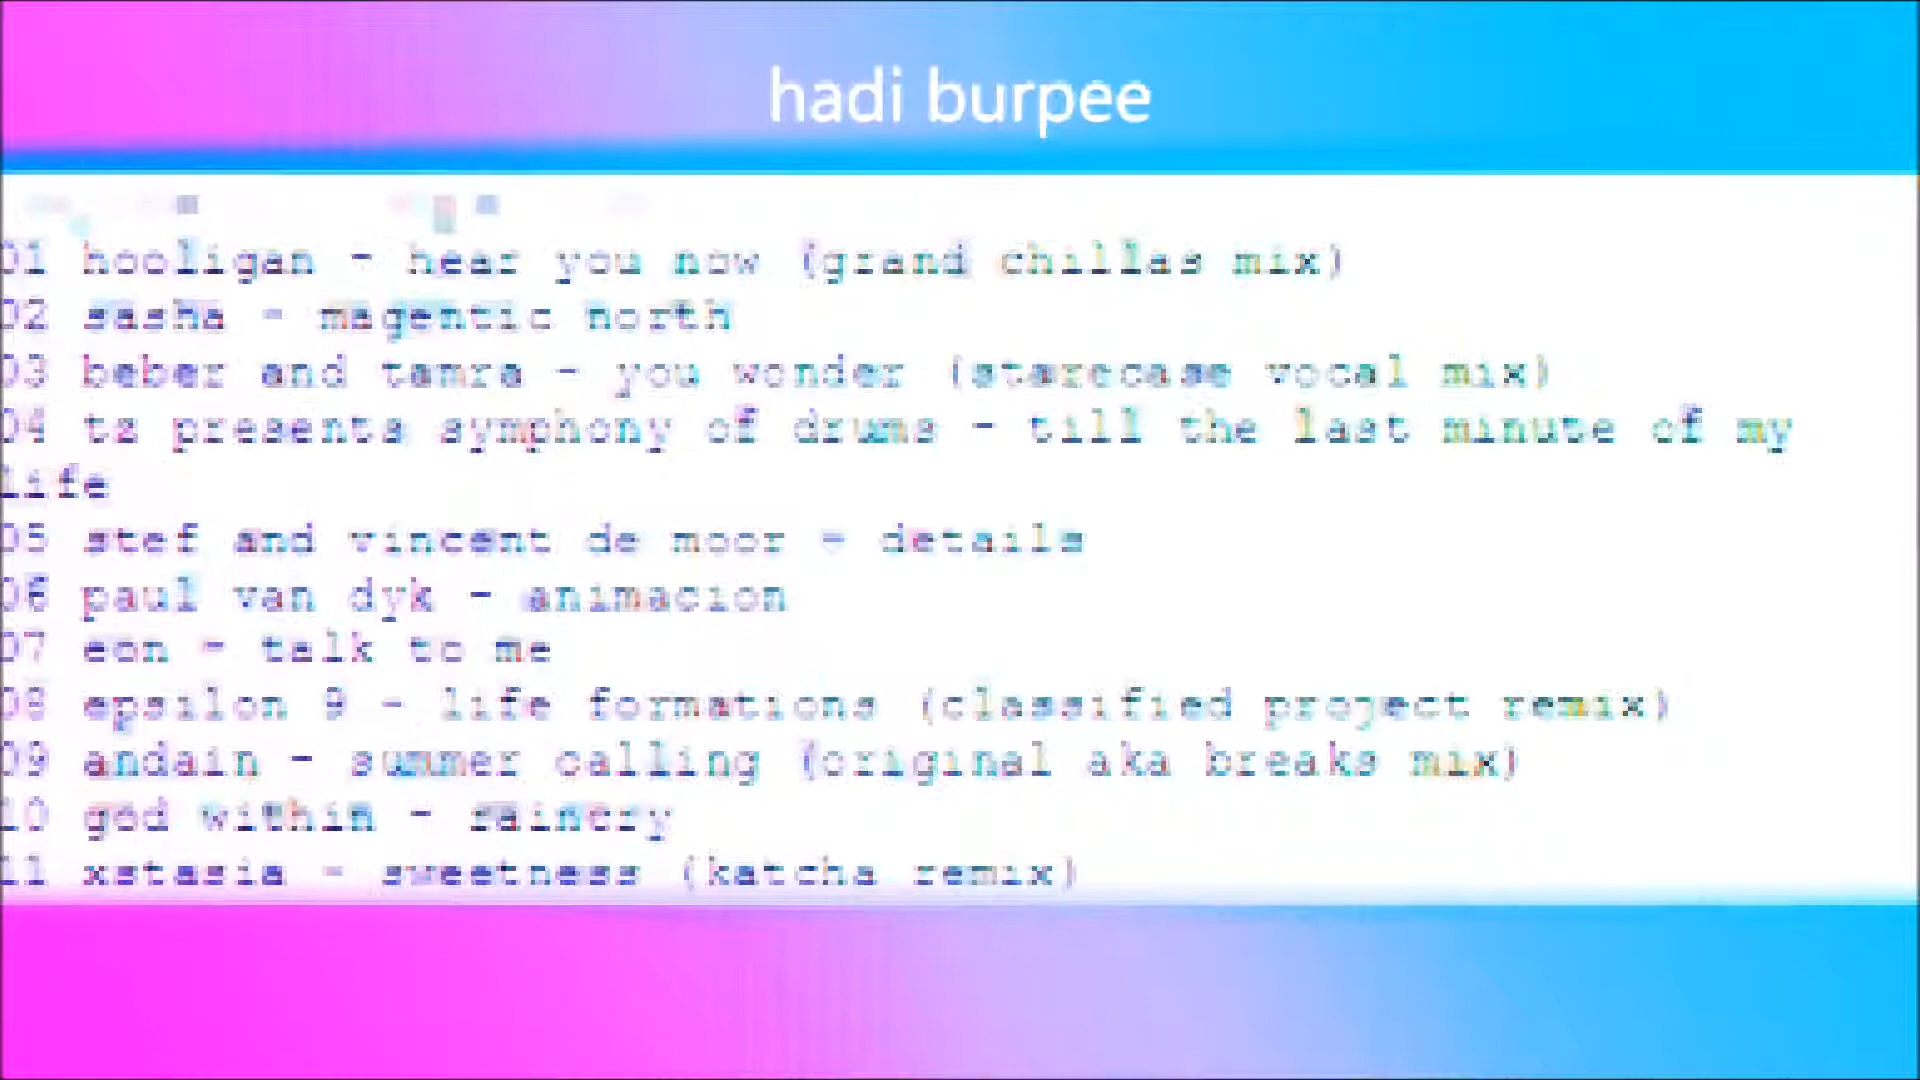 hadi burpee
01 hooligan - hear you now (grand chillas mix)
02 sasha - magentic north
03 beber and tamra - you wonder (starecase vocal mix)
04 tz presents symphony of drums - till the last minute of my
life
05 stef and vincent de moor - details
06 paul van dyk - animacion
07 eon - talk to me
08 epsilon 9 - life formations (classified project remix)
09 andain - summer calling (original aka breaks mix)
10 god within - raincry
11 xstasia - sweetness (katcha remix)